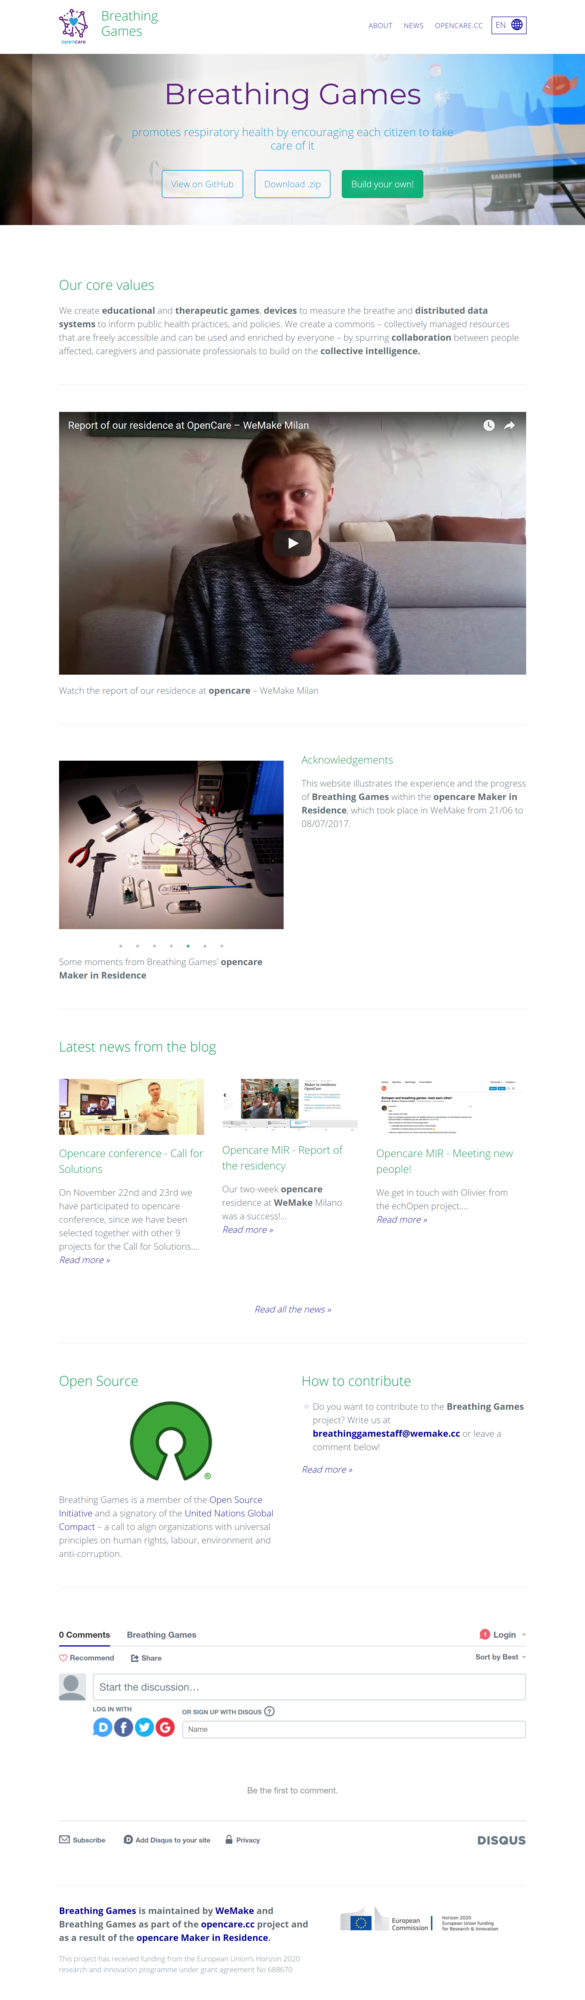 opencare
Breathing
Games
ABOUT NEWS OPENCARE.CC EN
Breathing Games
promotes respiratory health by encouraging each citizen to take
care of it
View on GitHub Download .zip Build your own!
Our core values
We create educational and therapeutic games, devices to measure the breathe and distributed data
systems to inform public health practices, and policies. We create a commons – collectively managed resources
that are freely accessible and can be used and enriched by everyone – by spurring collaboration between people
affected, caregivers and passionate professionals to build on the collective intelligence.
Report of our residence at OpenCare – WeMake Milan
Watch the report of our residence at opencare – WeMake Milan
Acknowledgements
This website illustrates the experience and the progress
of Breathing Games within the opencare Maker in
Residence, which took place in WeMake from 21/06 to
08/07/2017.
Some moments from Breathing Games' opencare
Maker in Residence
Latest news from the blog
Opencare conference - Call for
Solutions
On November 22nd and 23rd we
have participated to opencare
conference, since we have been
selected together with other 9
projects for the Call for Solutions....
Read more »
Maker in residence
OpenCare
Opencare MIR - Report of
the residency
Our two-week opencare
residence at WeMake Milano
was a success!...
Read more »
Echopen and breathing games: meet each other!
Opencare MIR - Meeting new
people!
We get in touch with Olivier from
the echOpen project....
Read more »
Read all the news »
Open Source
®
Breathing Games is a member of the Open Source
Initiative and a signatory of the United Nations Global
Compact – a call to align organizations with universal
principles on human rights, labour, environment and
anti-corruption.
How to contribute
Do you want to contribute to the Breathing Games
project? Write us at
breathinggamestaff@wemake.cc or leave a
comment below!
Read more »
0 Comments Breathing Games 1 Login
Recommend Share Sort by Best
Start the discussion…
LOG IN WITH OR SIGN UP WITH DISQUS ?
D f G Name
Be the first to comment.
Subscribe D Add Disqus to your site Privacy DISQUS
Breathing Games is maintained by WeMake and
Breathing Games as part of the opencare.cc project and
as a result of the opencare Maker in Residence.
This project has received funding from the European Union's Horizon 2020
research and innovation programme under grant agreement No 688670
European
Commission
Horizon 2020
European Union funding
for Research & Innovation